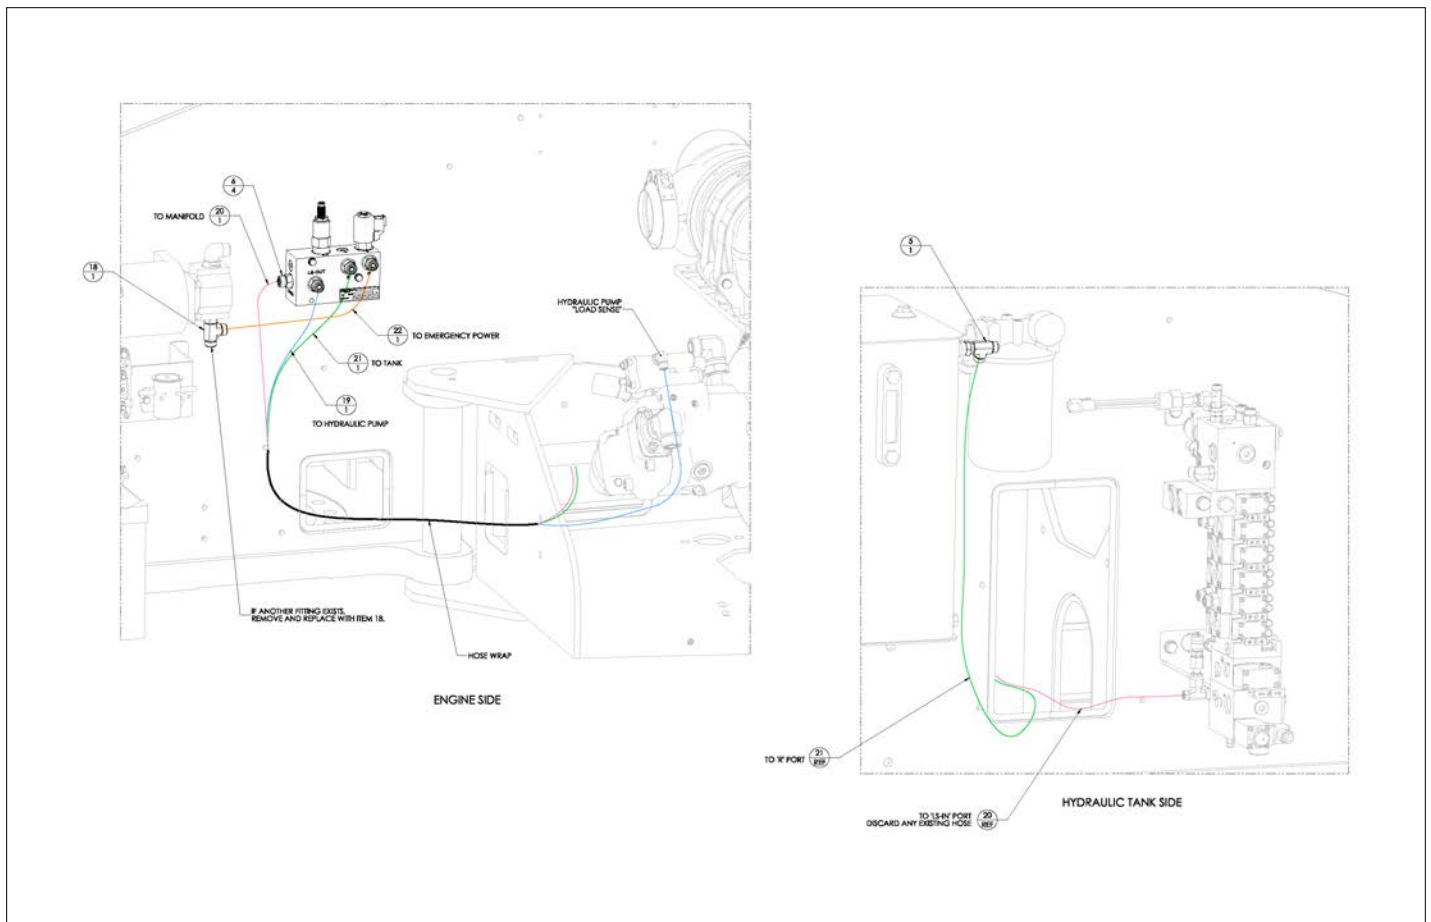 6
4
TO MANIFOLD
20
1
18
1
LS-OUT
HYDRAULIC PUMP
"LOAD SENSE"
22
1
TO EMERGENCY POWER
21
1
TO TANK
19
1
TO HYDRAULIC PUMP
IF ANOTHER FITTING EXISTS,
REMOVE AND REPLACE WITH ITEM 18.
HOSE WRAP
ENGINE SIDE
5
1
TO 'R' PORT
21
REF
TO 'LS-IN' PORT
DISCARD ANY EXISTING HOSE
20
REF
HYDRAULIC TANK SIDE